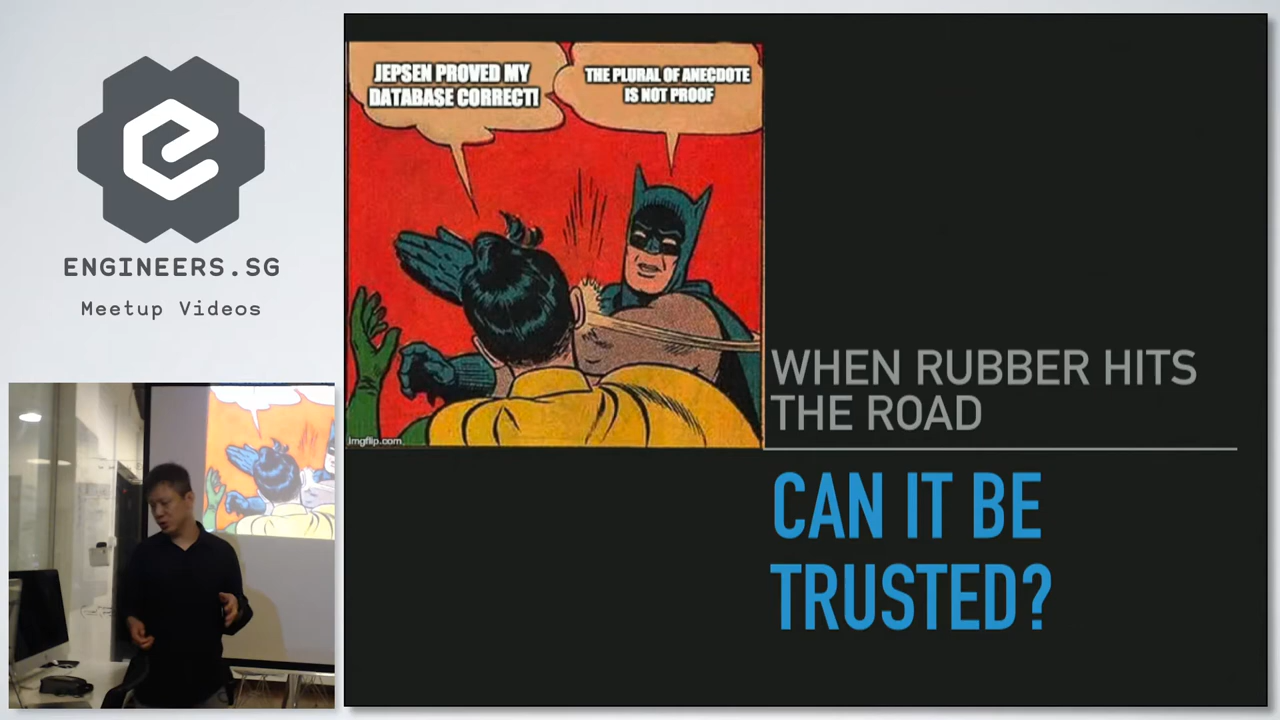 ENGINEERS.SG
Meetup Videos
JEPSEN PROVED MY
DATABASE CORRECT!
THE PLURAL OF ANECDOTE
IS NOT PROOF
imgflip.com
WHEN RUBBER HITS
THE ROAD
CAN IT BE
TRUSTED?